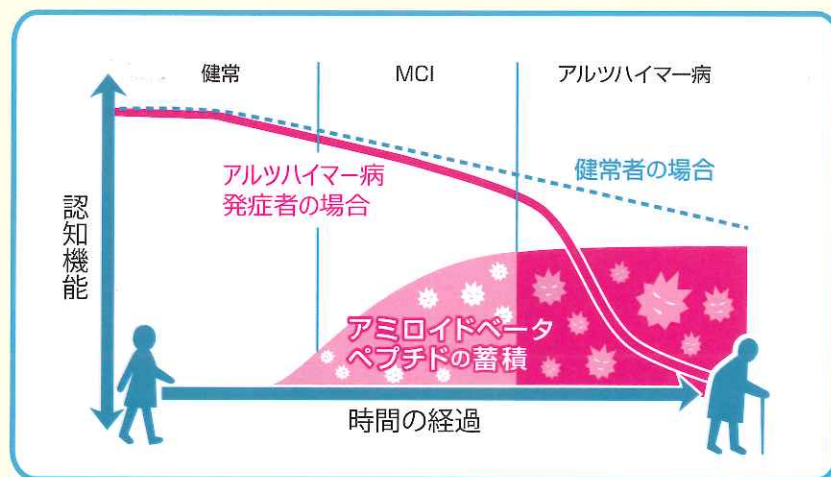 健常
MCI
アルツハイマー病
アルツハイマー病
発症者の場合
健常者の場合
認知機能
アミロイドベータ
ペプチドの蓄積
時間の経過